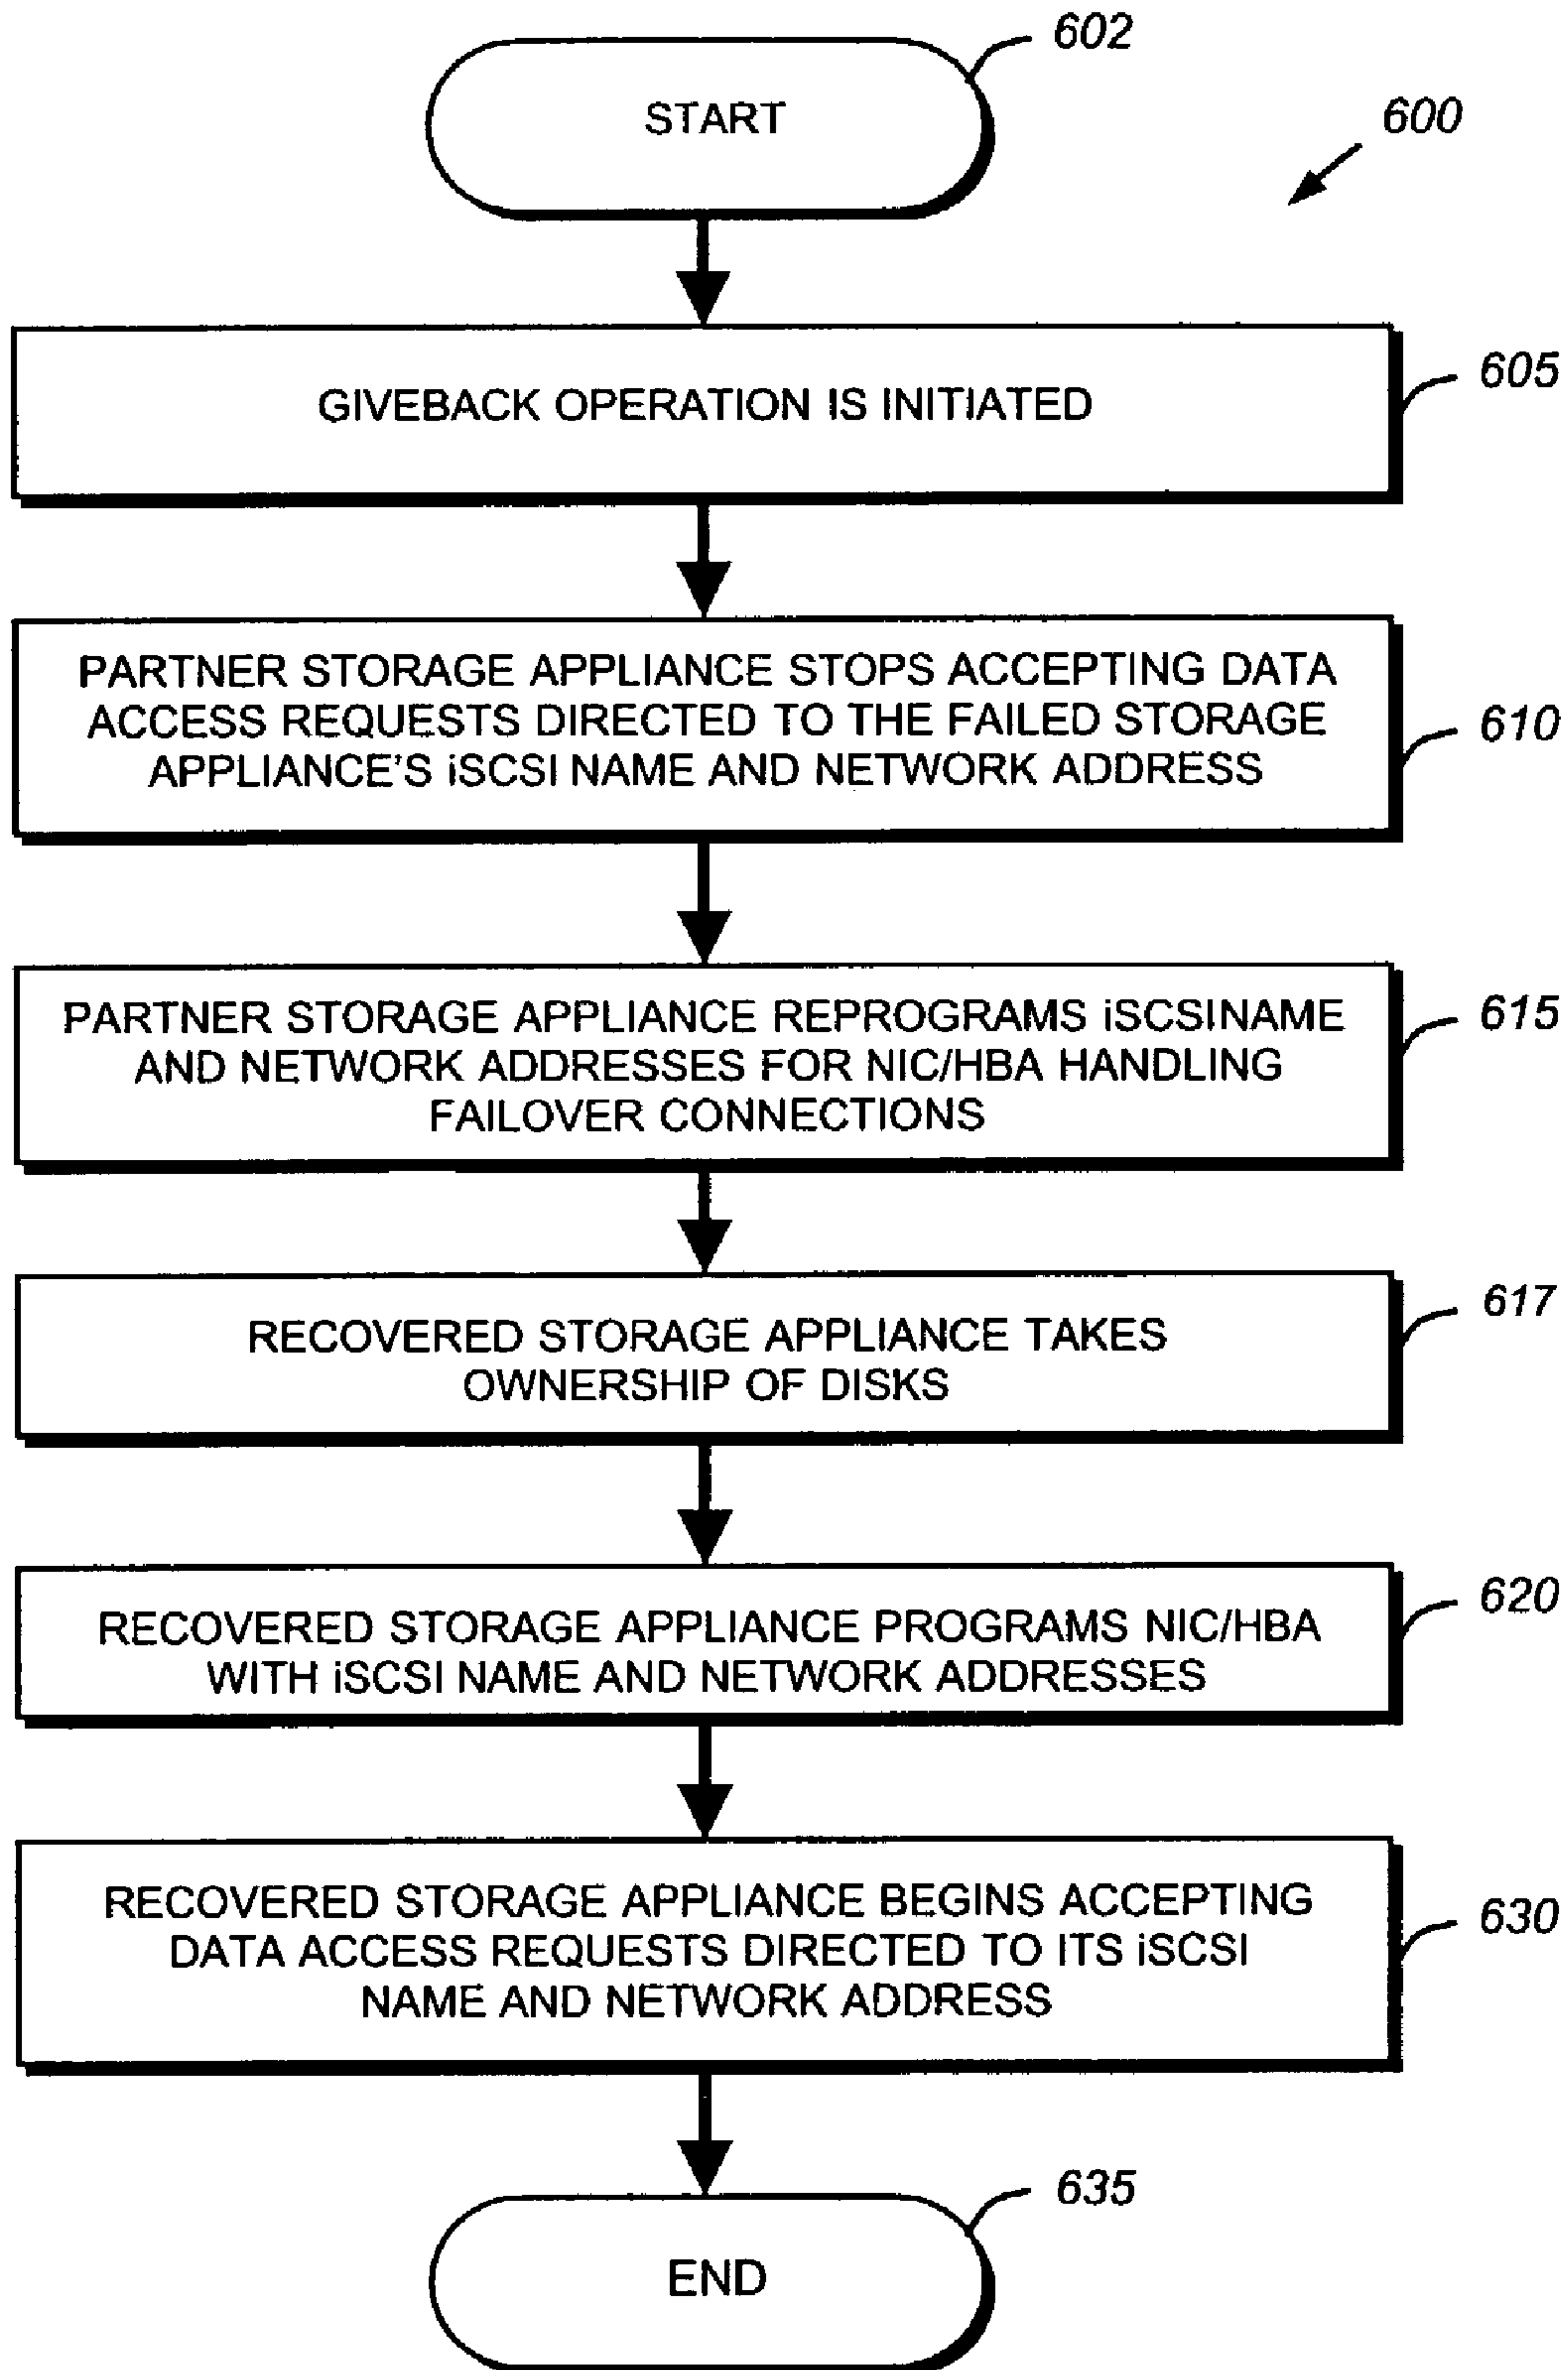 602
START
600
GIVEBACK OPERATION IS INITIATED
605
PARTNER STORAGE APPLIANCE STOPS ACCEPTING DATA
ACCESS REQUESTS DIRECTED TO THE FAILED STORAGE
APPLIANCE'S iSCSI NAME AND NETWORK ADDRESS
610
PARTNER STORAGE APPLIANCE REPROGRAMS iSCSINAME
AND NETWORK ADDRESSES FOR NIC/HBA HANDLING
FAILOVER CONNECTIONS
615
RECOVERED STORAGE APPLIANCE TAKES
OWNERSHIP OF DISKS
617
RECOVERED STORAGE APPLIANCE PROGRAMS NIC/HBA
WITH iSCSI NAME AND NETWORK ADDRESSES
620
RECOVERED STORAGE APPLIANCE BEGINS ACCEPTING
DATA ACCESS REQUESTS DIRECTED TO ITS iSCSI
NAME AND NETWORK ADDRESS
630
635
END